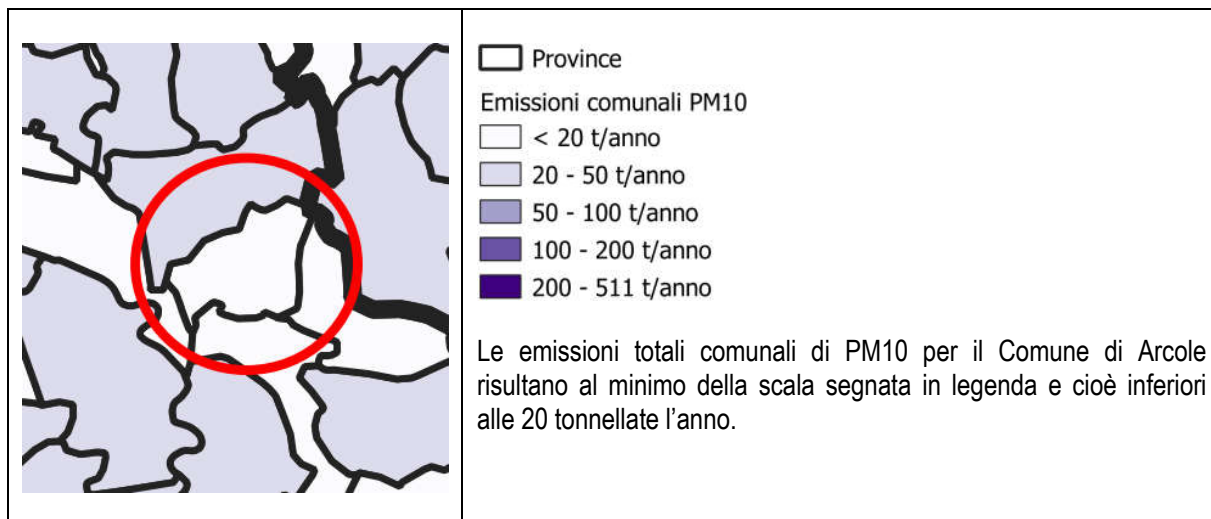 Province
Emissioni comunali PM10
< 20 t/anno
20 - 50 t/anno
50 - 100 t/anno
100 - 200 t/anno
200 - 511 t/anno
Le emissioni totali comunali di PM10 per il Comune di Arcole
risultano al minimo della scala segnata in legenda e cioè inferiori
alle 20 tonnellate l’anno.